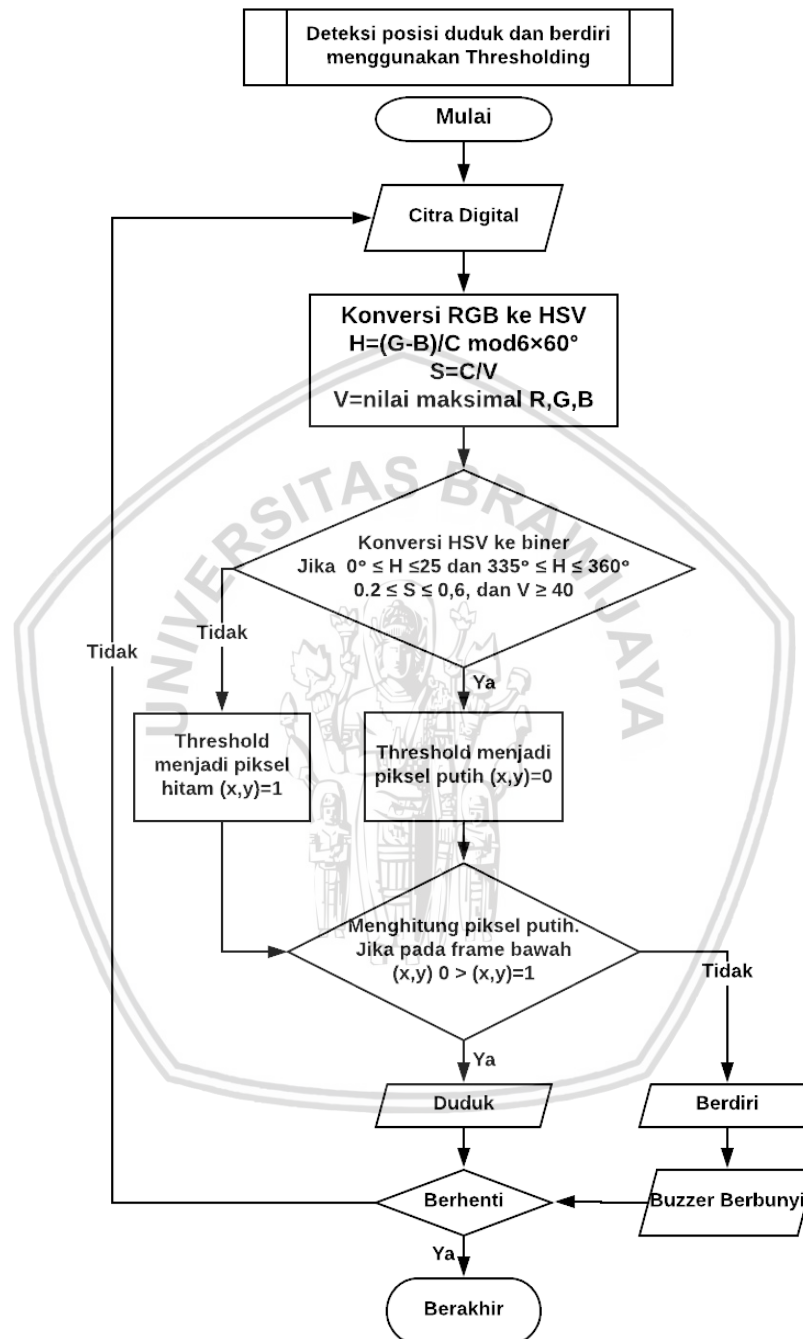 Deteksi posisi duduk dan berdiri
menggunakan Thresholding
Mulai
Citra Digital
Konversi RGB ke HSV
H=(G-B)/C mod6×60°
S=C/V
V=nilai maksimal R,G,B
UNIVERSITAS BRAWIJAYA
Konversi HSV ke biner
Jika 0° ≤ H ≤25 dan 335° ≤ H ≤ 360°
0.2 ≤ S ≤ 0,6, dan V ≥ 40
Tidak
Tidak
Ya
Threshold
menjadi piksel
hitam (x,y)=1
Threshold menjadi
piksel putih (x,y)=0
Menghitung piksel putih.
Jika pada frame bawah
(x,y) 0 > (x,y)=1
Tidak
Ya
Duduk
Berdiri
Berhenti
Buzzer Berbunyi
Ya
Berakhir